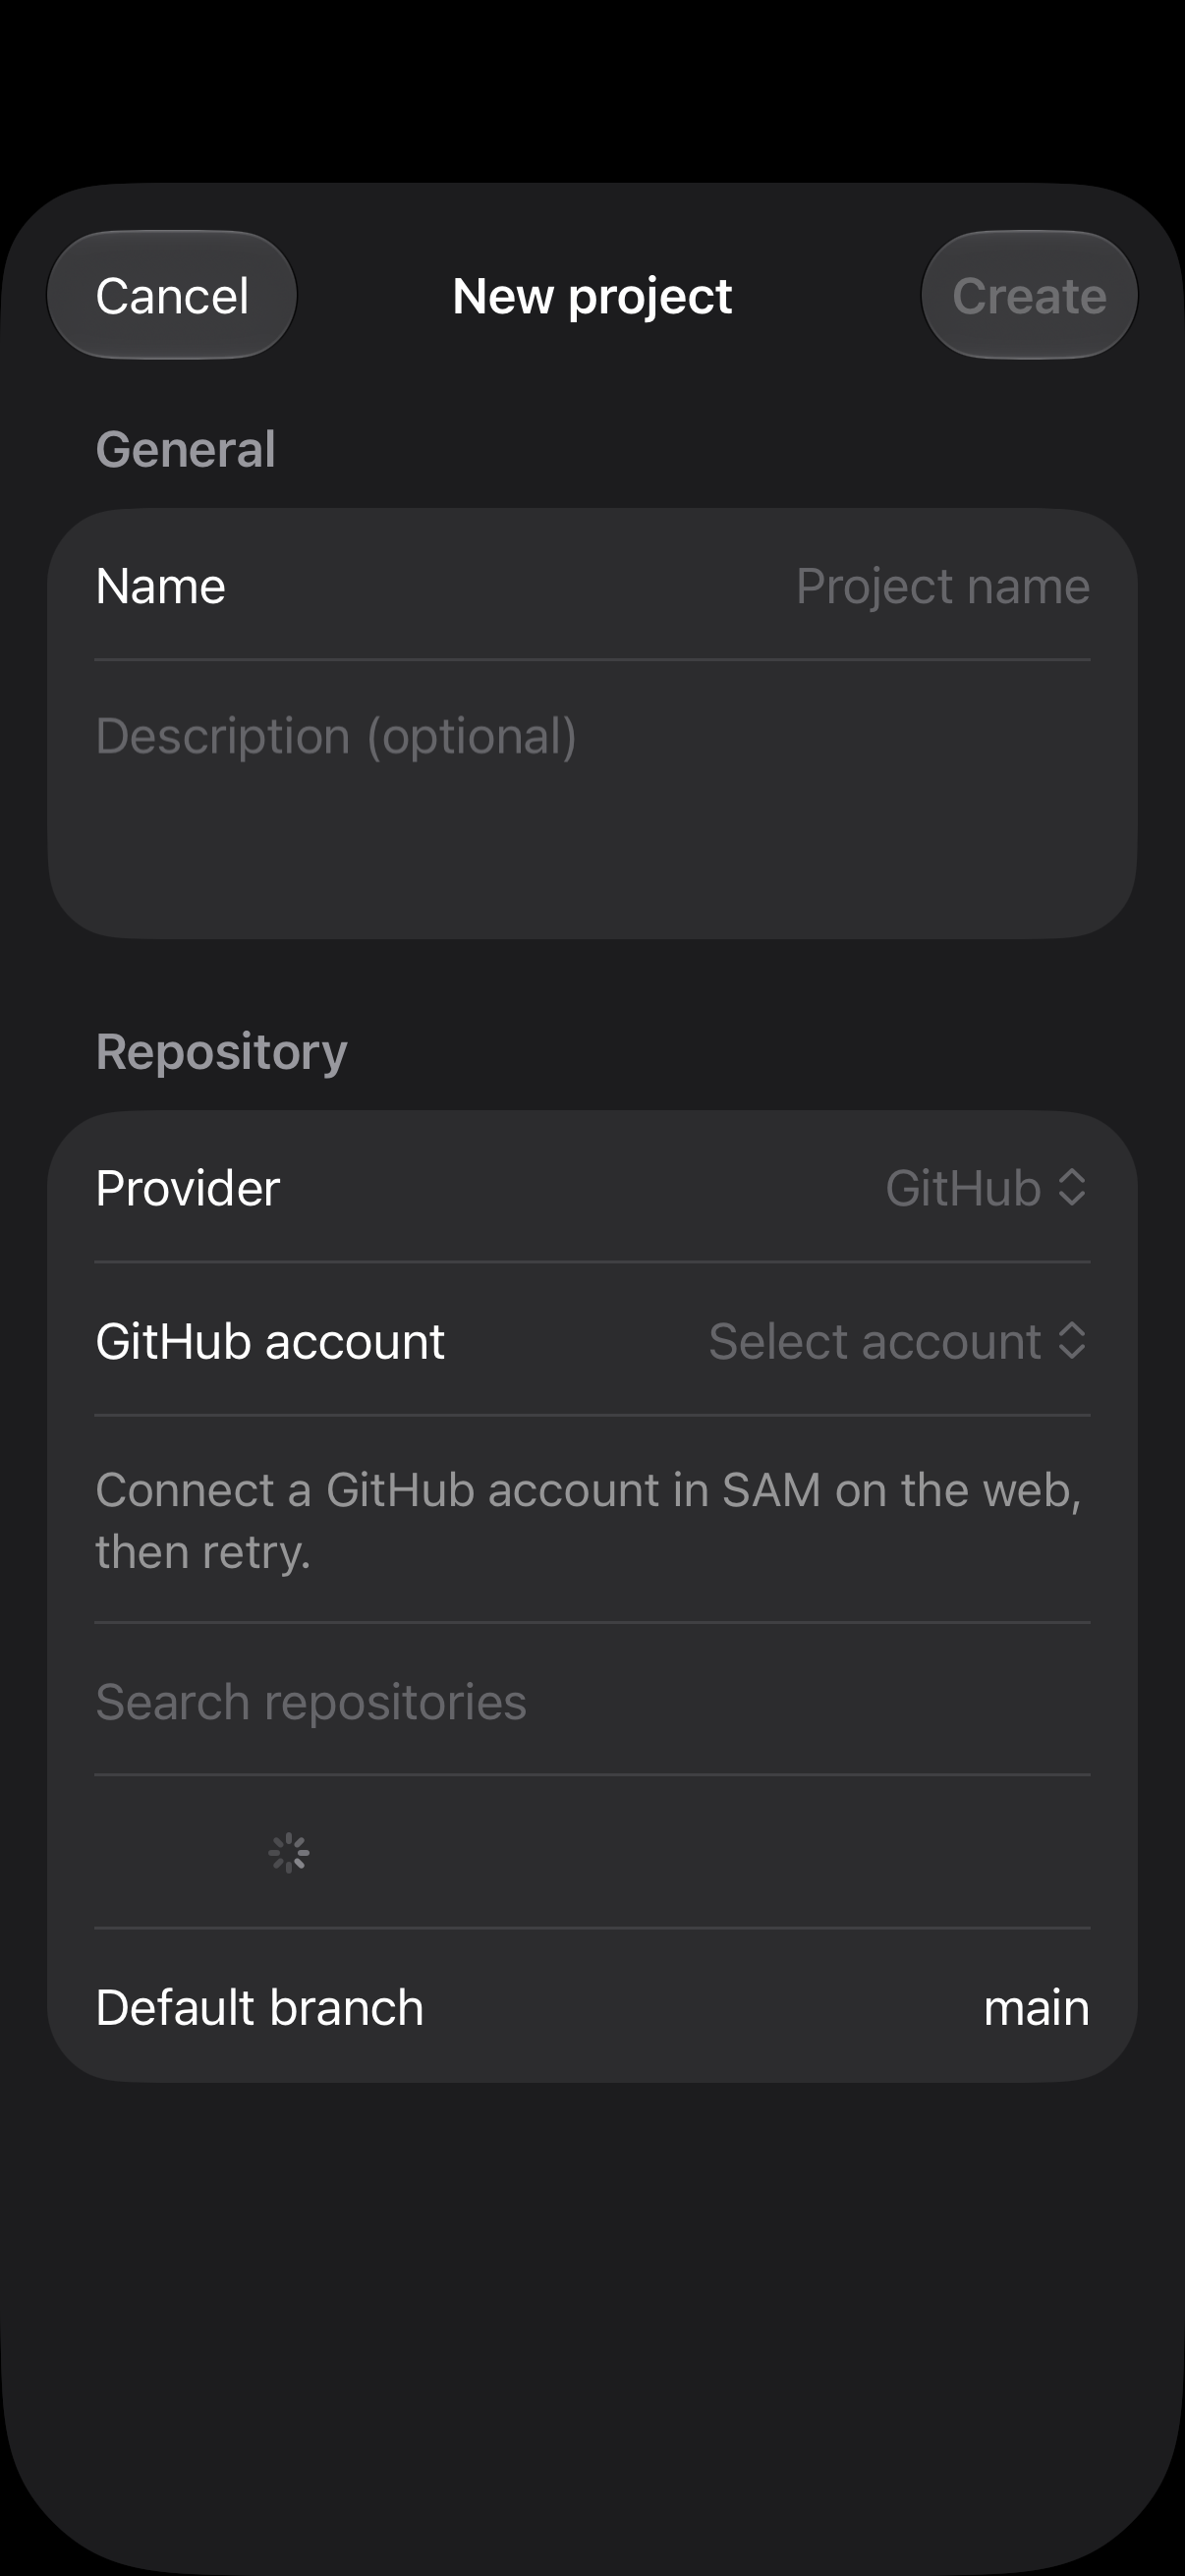 Cancel
New project
Create
General
Name
Project name
Description (optional)
Repository
Provider
GitHub
GitHub account
Select account
Connect a GitHub account in SAM on the web,
then retry.
Search repositories
Default branch
main